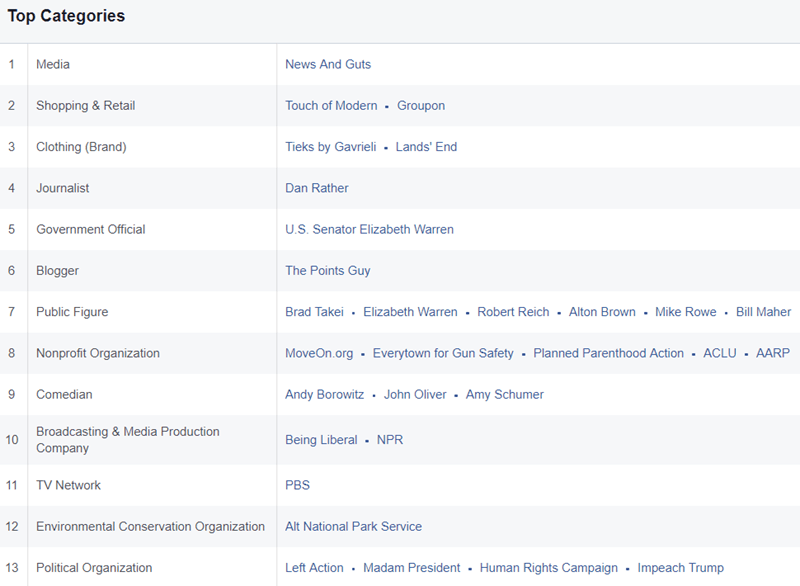 Top Categories
1 Media News And Guts
2 Shopping & Retail Touch of Modern • Groupon
3 Clothing (Brand) Tieks by Gavrieli • Lands' End
4 Journalist Dan Rather
5 Government Official U.S. Senator Elizabeth Warren
6 Blogger The Points Guy
7 Public Figure Brad Takei • Elizabeth Warren • Robert Reich • Alton Brown • Mike Rowe • Bill Maher
8 Nonprofit Organization MoveOn.org • Everytown for Gun Safety • Planned Parenthood Action • ACLU • AARP
9 Comedian Andy Borowitz • John Oliver • Amy Schumer
10 Broadcasting & Media Production
Company Being Liberal • NPR
11 TV Network PBS
12 Environmental Conservation Organization Alt National Park Service
13 Political Organization Left Action • Madam President • Human Rights Campaign • Impeach Trump